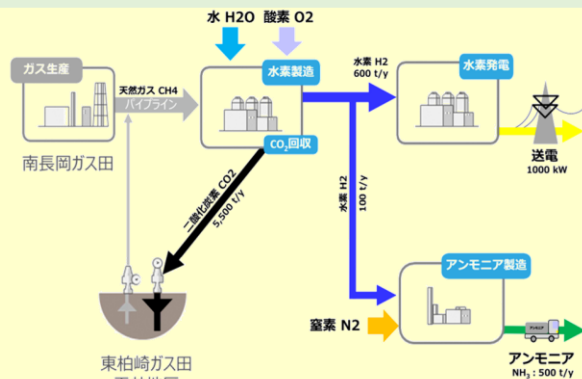 水 H2O
酸素 O2
ガス生産
天然ガス CH4
パイプライン
南長岡ガス田
水素製造
CO₂回収
水素 H2
600 t/y
水素発電
送電
1000 kW
二酸化炭素 CO2
5,500 t/y
水素 H2
100 t/y
アンモニア製造
窒素 N2
アンモニア
NH₃ : 500 t/y
東柏崎ガス田